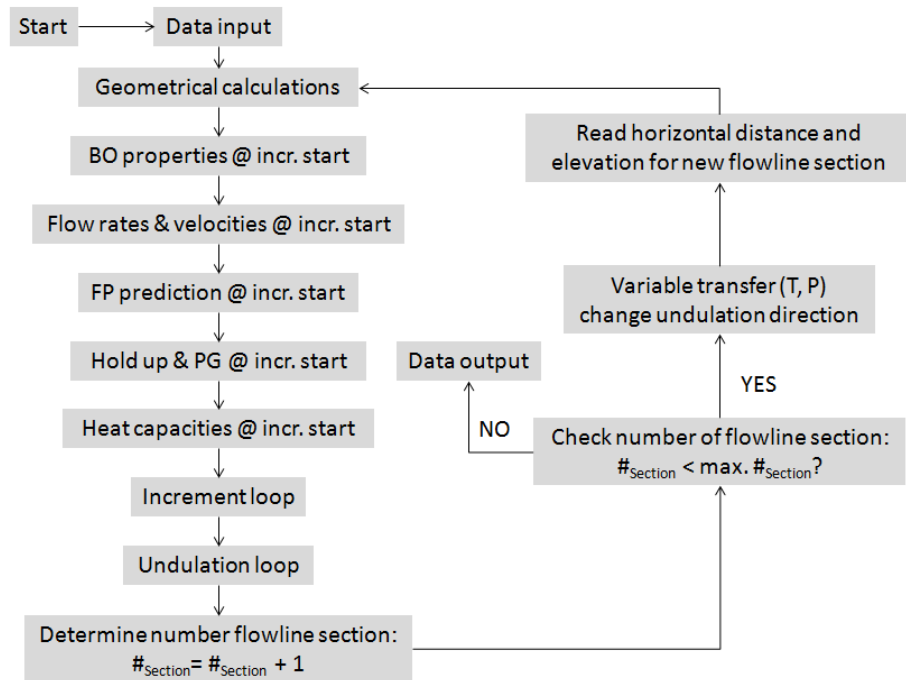 Start
Data input
Geometrical calculations
BO properties @ incr. start
Flow rates & velocities @ incr. start
FP prediction @ incr. start
Hold up & PG @ incr. start
Heat capacities @ incr. start
Increment loop
Undulation loop
Determine number flowline section:
#Section= #Section + 1
Check number of flowline section:
#Section < max. #Section?
NO
Data output
YES
Variable transfer (T, P)
change undulation direction
Read horizontal distance and
elevation for new flowline section